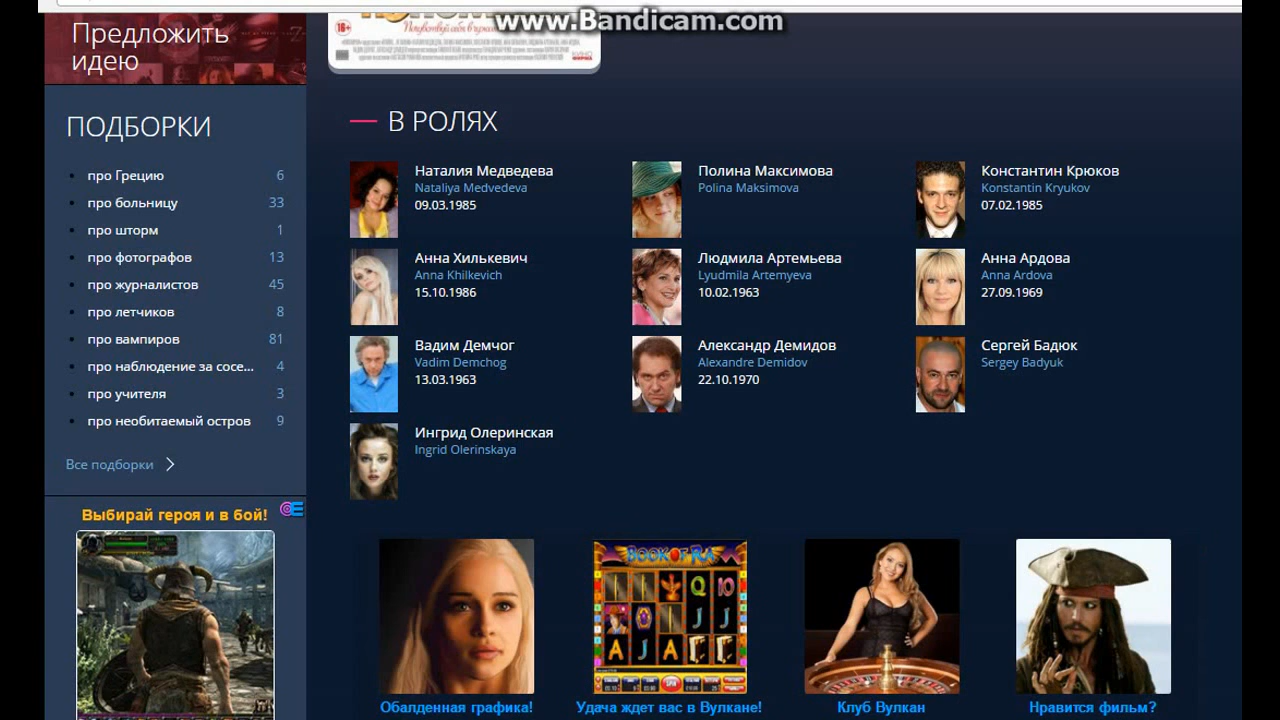 www.Bandicam.com
Предложить
идею
18+
Почувствуй себя
ПОДБОРКИ
про Грецию 6
про больницу 33
про шторм 1
про фотографов 13
про журналистов 45
про летчиков 8
про вампиров 81
про наблюдение за сосе... 4
про учителя 3
про необитаемый остров 9
Все подборки
Выбирай героя и в бой!
В РОЛЯХ
Наталия Медведева
Nataliya Medvedeva
09.03.1985
Полина Максимова
Polina Maksimova
Константин Крюков
Konstantin Kryukov
07.02.1985
Анна Хилькевич
Anna Khilkevich
15.10.1986
Людмила Артемьева
Lyudmila Artemyeva
10.02.1963
Анна Ардова
Anna Ardova
27.09.1969
Вадим Демчог
Vadim Demchog
13.03.1963
Александр Демидов
Alexandre Demidov
22.10.1970
Сергей Бадюк
Sergey Badyuk
Ингрид Олеринская
Ingrid Olerinskaya
BOOK OF RA
Обалденная графика!
Удача ждет вас в Вулкане!
Клуб Вулкан
Нравится фильм?